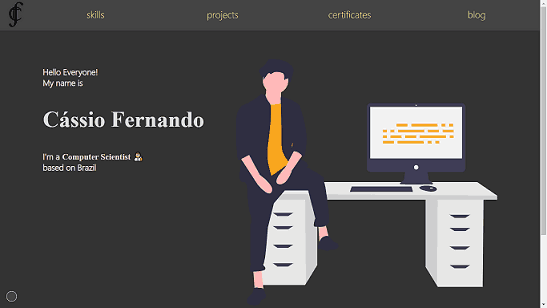 skills projects certificates blog
Hello Everyone!
My name is
Cássio Fernando
I'm a Computer Scientist
based on Brazil